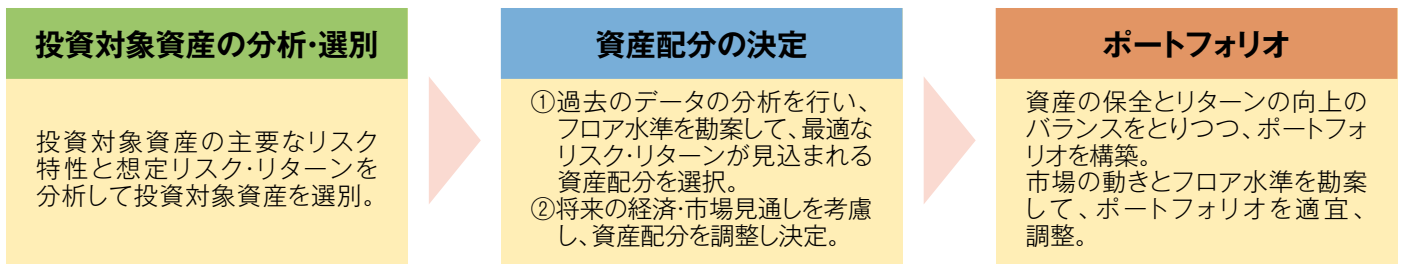 投資対象資産の分析・選別
投資対象資産の主要なリスク
特性と想定リスク・リターンを
分析して投資対象資産を選別。
資産配分の決定
①過去のデータの分析を行い、
フロア水準を勘案して、最適な
リスク・リターンが見込まれる
資産配分を選択。
②将来の経済・市場見通しを考慮
し、資産配分を調整し決定。
ポートフォリオ
資産の保全とリターンの向上の
バランスをとりつつ、ポートフォ
リオを構築。
市場の動きとフロア水準を勘案
して、ポートフォリオを適宜、
調整。